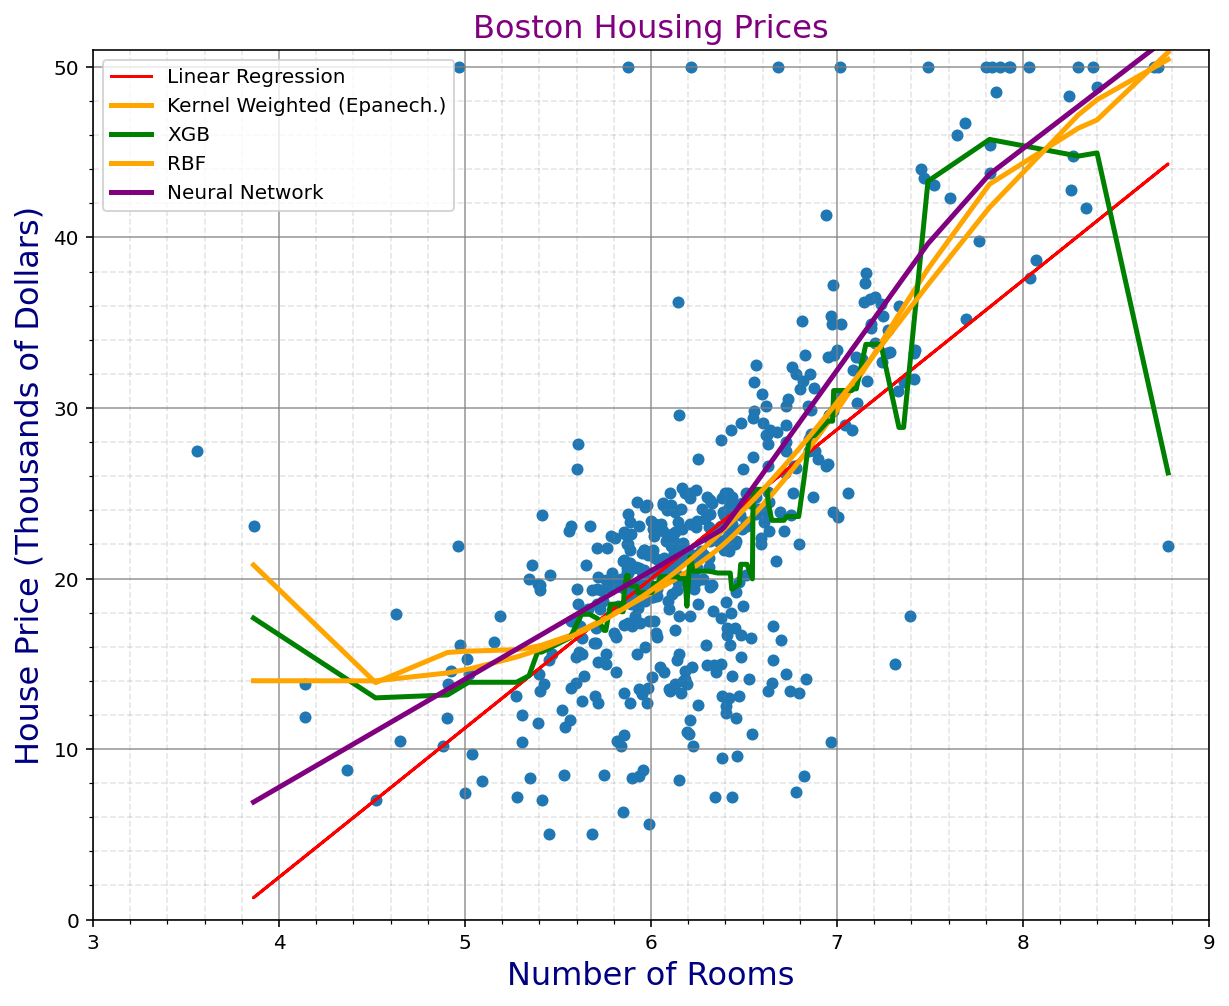 Boston Housing Prices
Linear Regression
Kernel Weighted (Epanech.)
XGB
RBF
Neural Network
House Price (Thousands of Dollars)
50
40
30
20
10
0
3 4 5 6 7 8 9
Number of Rooms